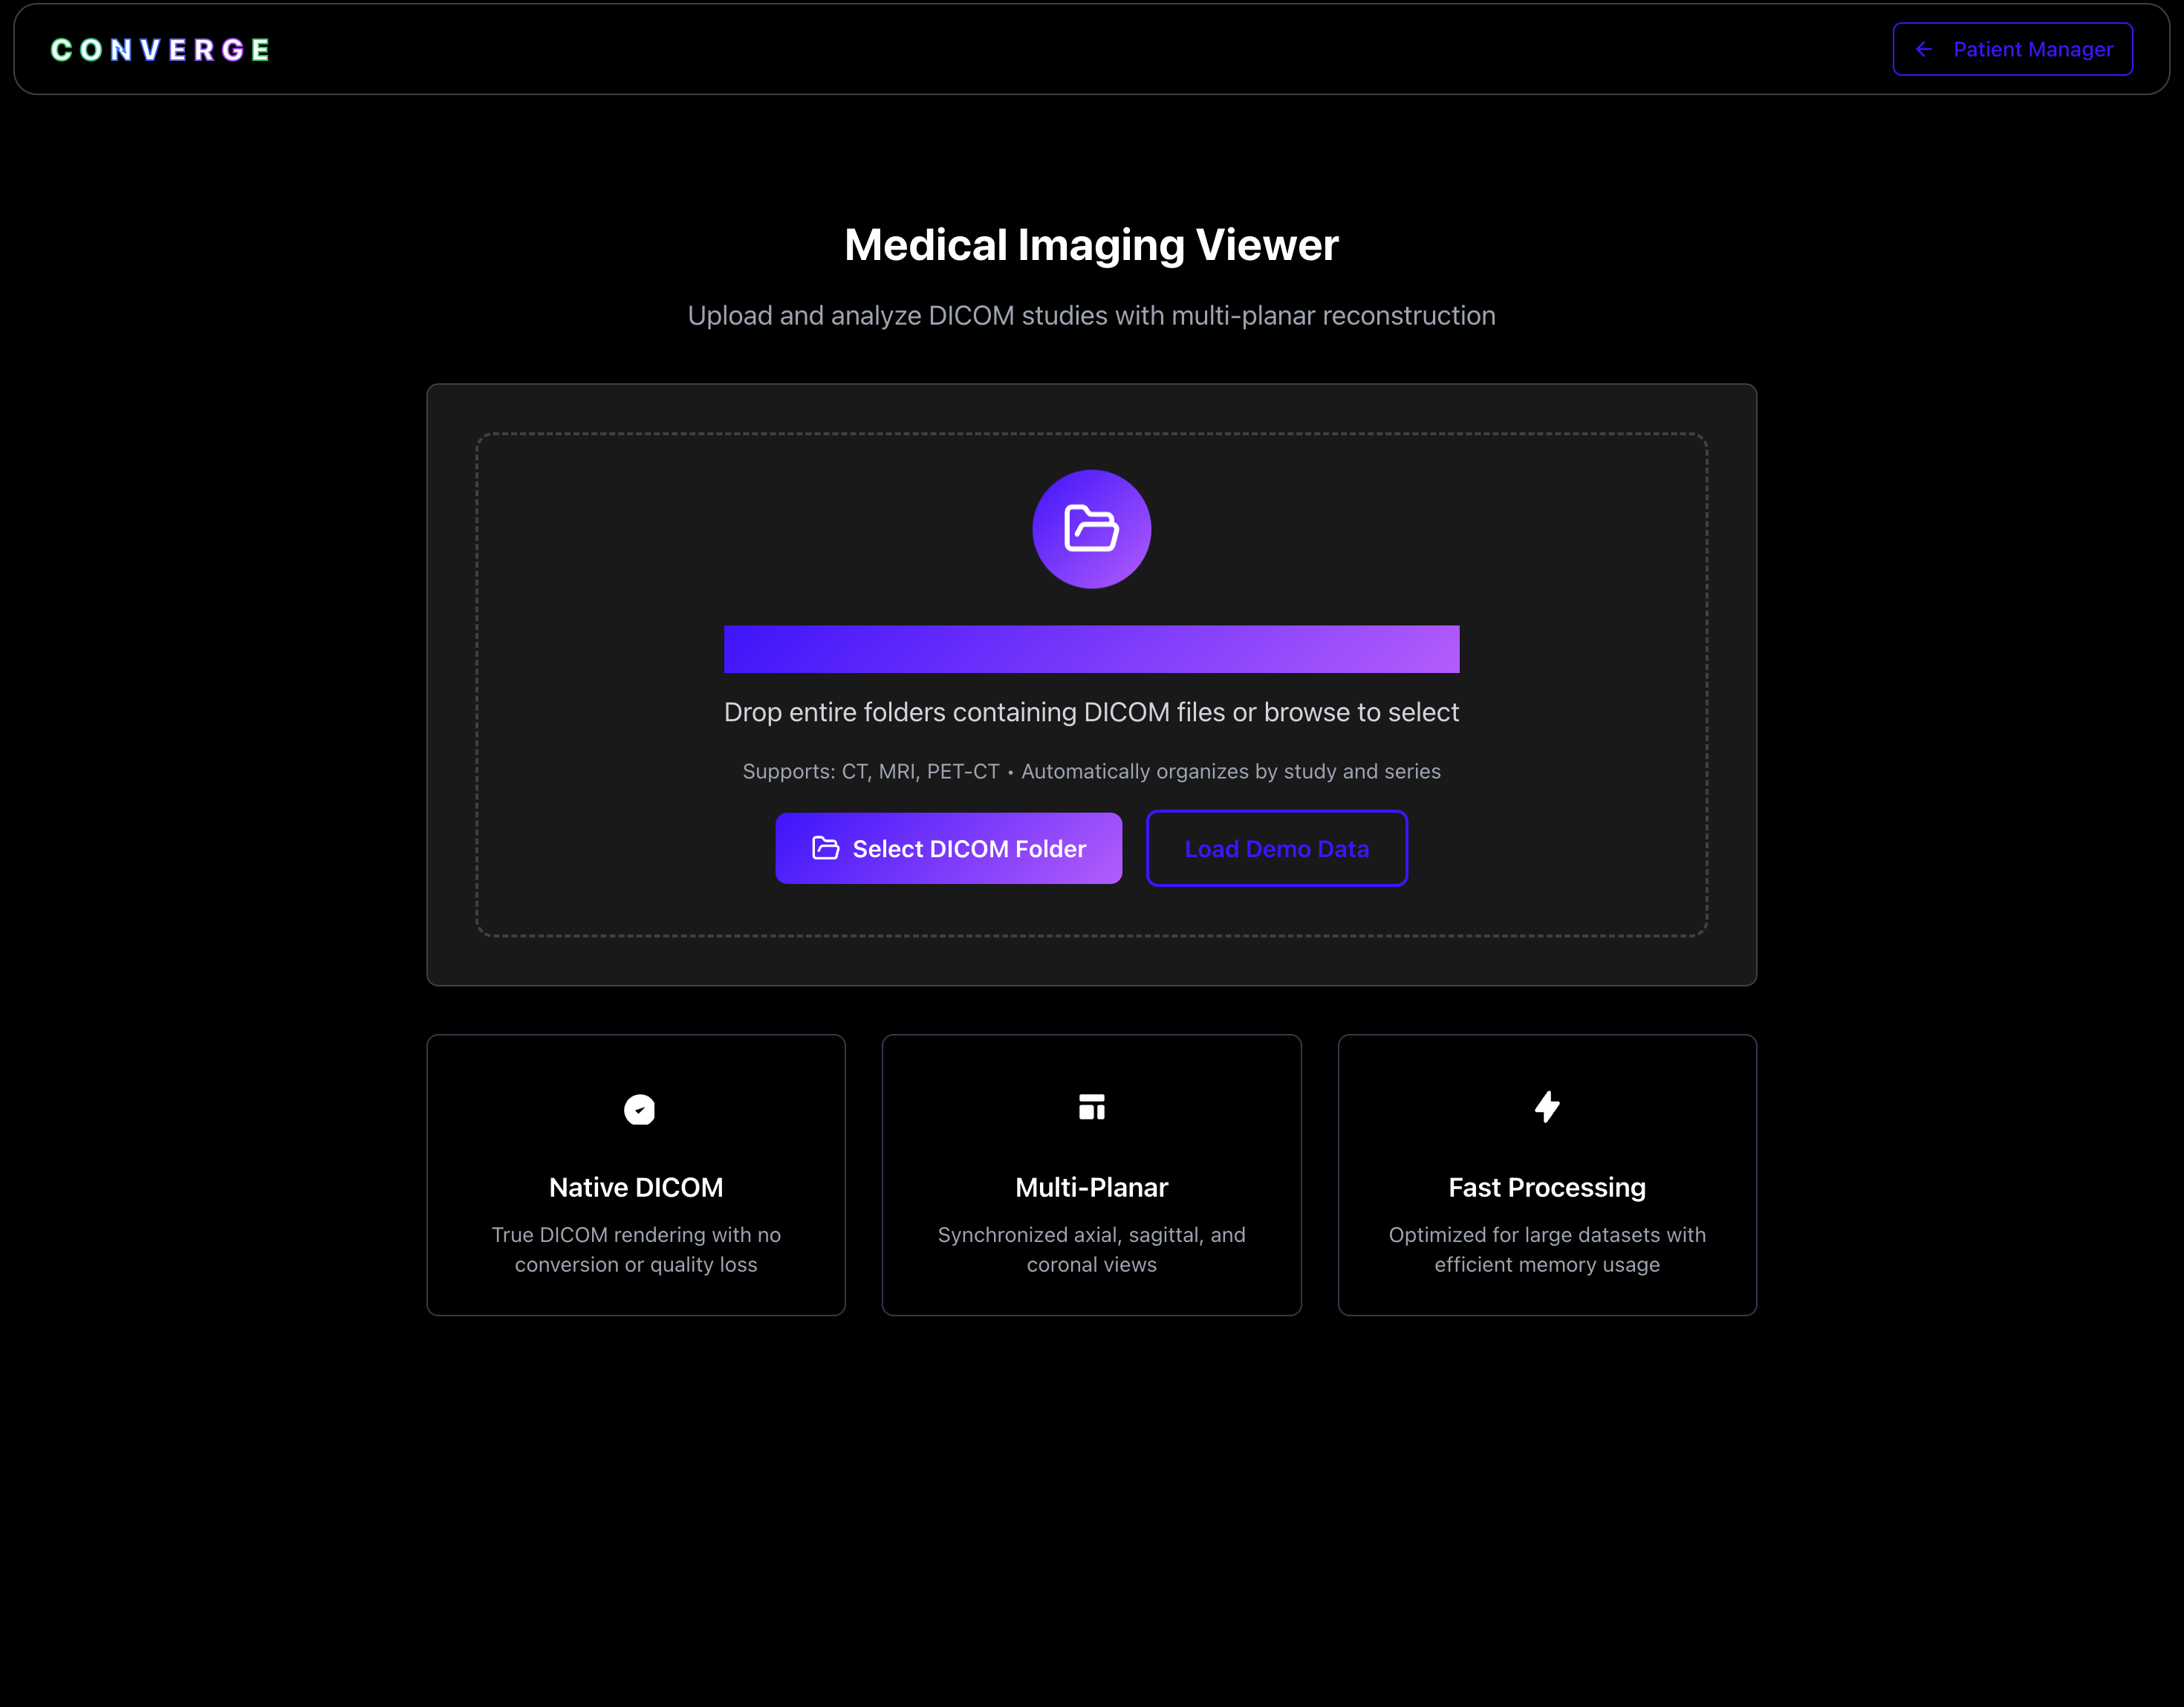 CONVERGE
Patient Manager
Medical Imaging Viewer
Upload and analyze DICOM studies with multi-planar reconstruction
Drop entire folders containing DICOM files or browse to select
Supports: CT, MRI, PET-CT • Automatically organizes by study and series
Select DICOM Folder
Load Demo Data
Native DICOM
True DICOM rendering with no
conversion or quality loss
Multi-Planar
Synchronized axial, sagittal, and
coronal views
Fast Processing
Optimized for large datasets with
efficient memory usage